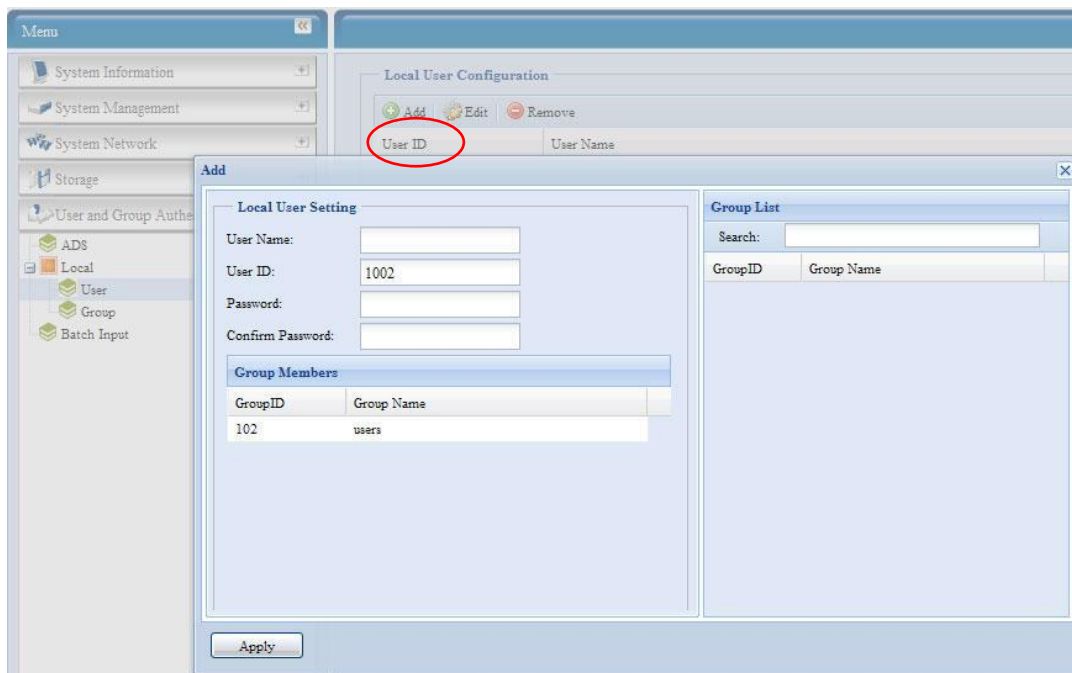 Menu
System Information
System Management
System Network
Storage
User and Group Authe
ADS
Local
User
Group
Batch Input
Local User Configuration
Add Edit Remove
User ID User Name
Add
Local User Setting
User Name:
User ID: 1002
Password:
Confirm Password:
Group Members
GroupID Group Name
102 users
Group List
Search:
GroupID Group Name
Apply